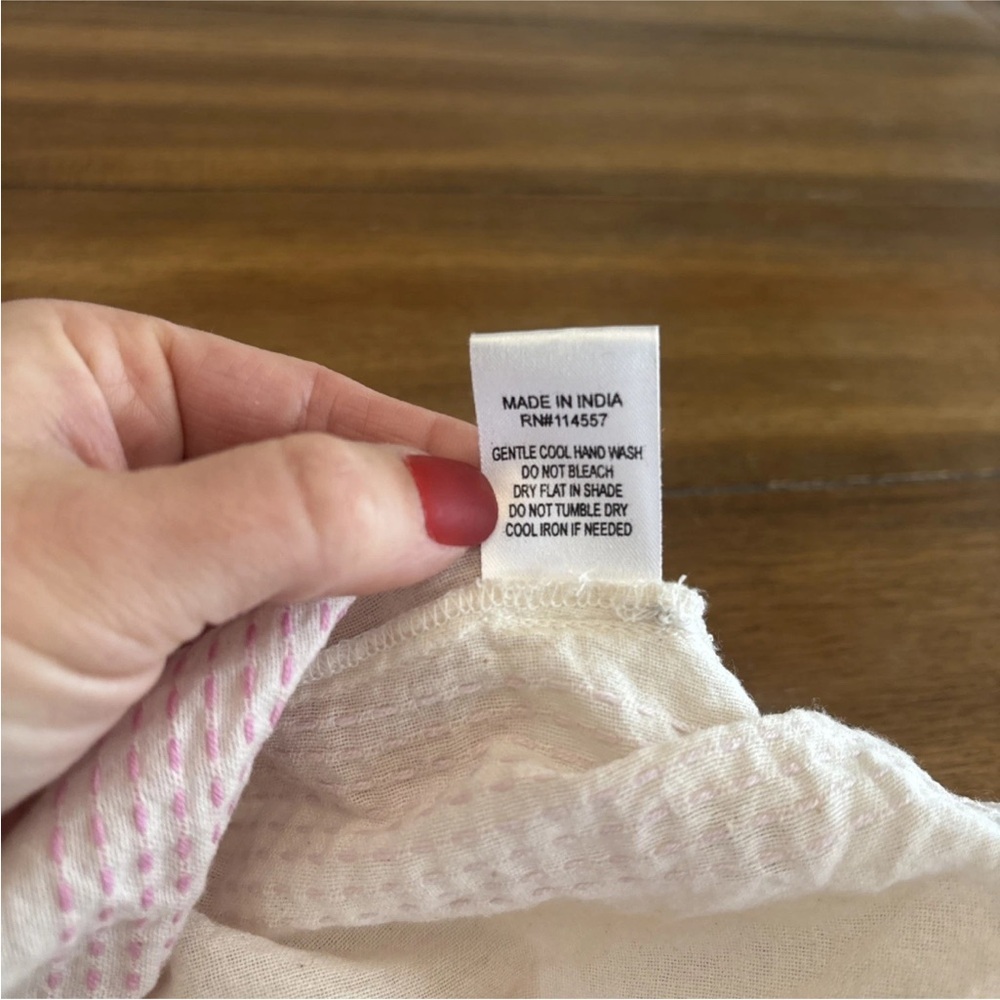 MADE IN INDIA
RN#114557
GENTLE COOL HAND WASH
DO NOT BLEACH
DRY FLAT IN SHADE
DO NOT TUMBLE DRY
COOL IRON IF NEEDED